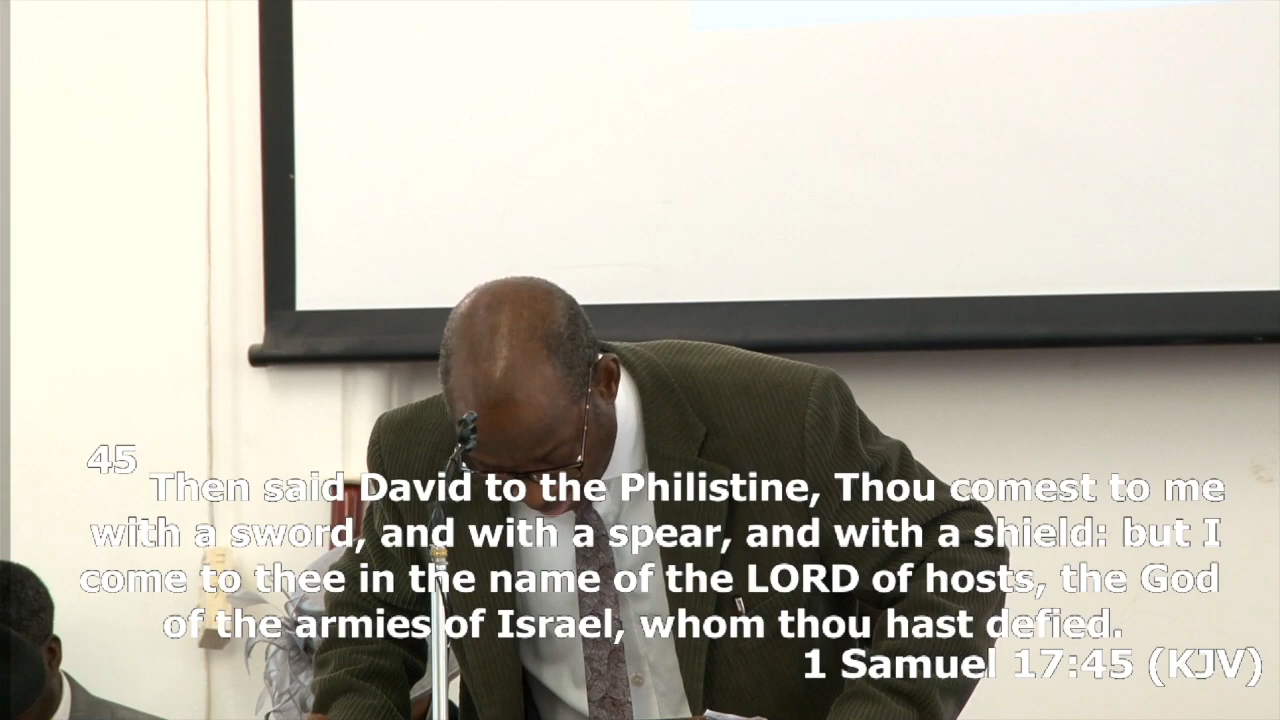 45
Then said David to the Philistine, Thou comest to me
with a sword, and with a spear, and with a shield: but I
come to thee in the name of the LORD of hosts, the God
of the armies of Israel, whom thou hast defied.
1 Samuel 17:45 (KJV)